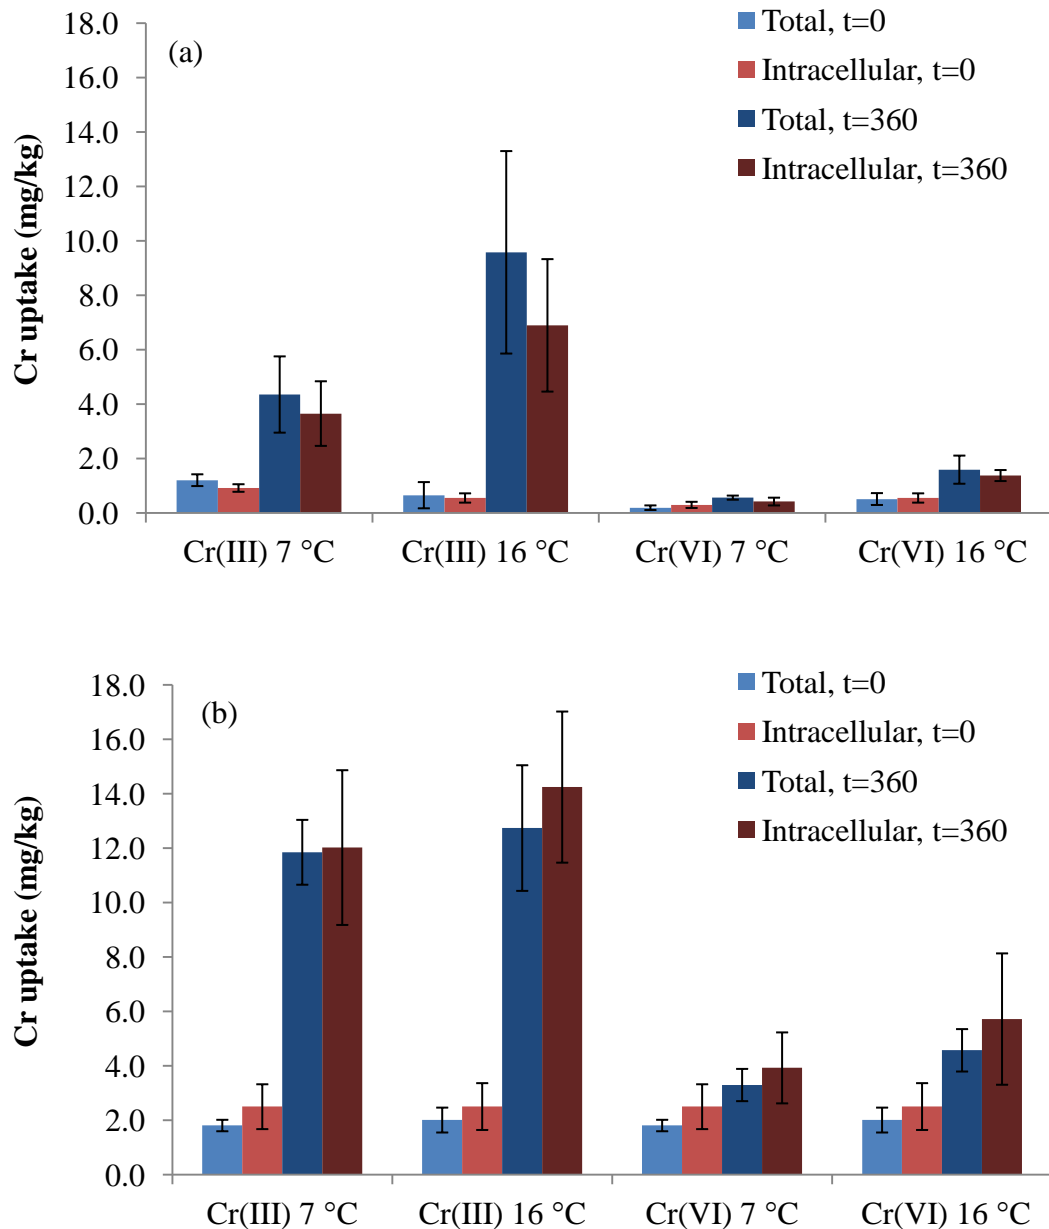 18.0
16.0
14.0
12.0
10.0
8.0
6.0
4.0
2.0
0.0
Cr uptake (mg/kg)
(a)
Total, t=0
Intracellular, t=0
Total, t=360
Intracellular, t=360
Cr(III) 7 °C Cr(III) 16 °C Cr(VI) 7 °C Cr(VI) 16 °C
18.0
16.0
14.0
12.0
10.0
8.0
6.0
4.0
2.0
0.0
Cr uptake (mg/kg)
(b)
Total, t=0
Intracellular, t=0
Total, t=360
Intracellular, t=360
Cr(III) 7 °C Cr(III) 16 °C Cr(VI) 7 °C Cr(VI) 16 °C